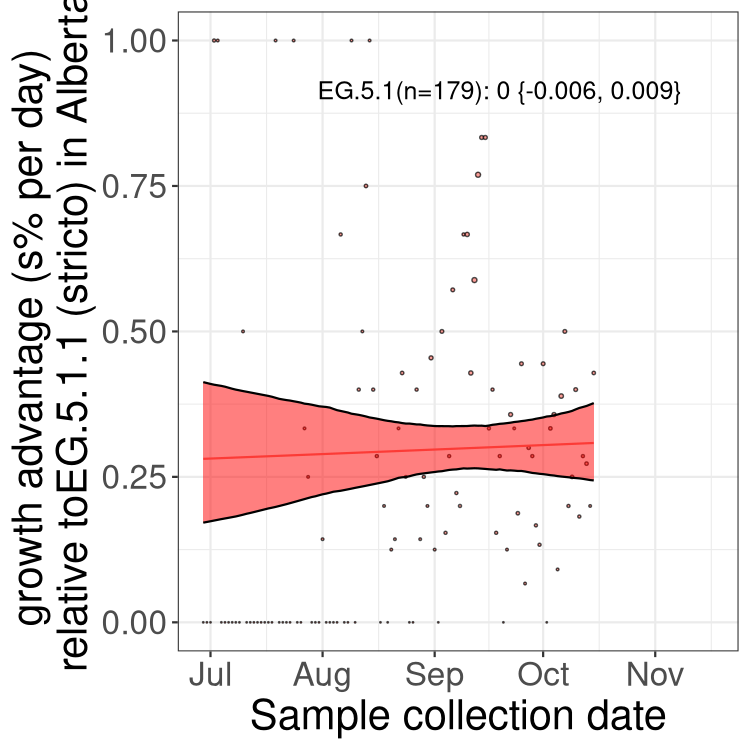 growth advantage (s% per day)
relative toEG.5.1.1 (stricto) in Alberta
1.00
0.75
0.50
0.25
0.00
EG.5.1(n=179): 0 {-0.006, 0.009}
Jul Aug Sep Oct Nov
Sample collection date